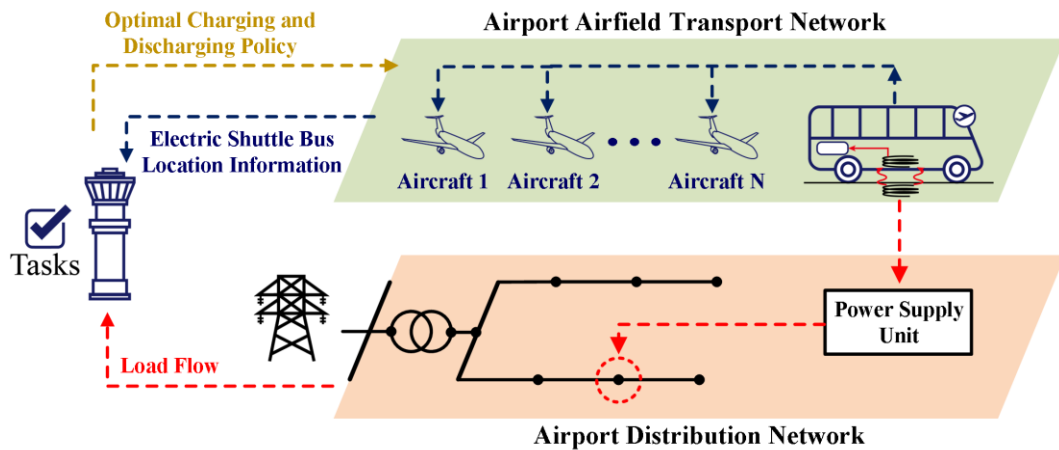 Optimal Charging and
Discharging Policy
Airport Airfield Transport Network
Electric Shuttle Bus
Location Information
Aircraft 1
Aircraft 2
Aircraft N
Tasks
Power Supply
Unit
Load Flow
Airport Distribution Network